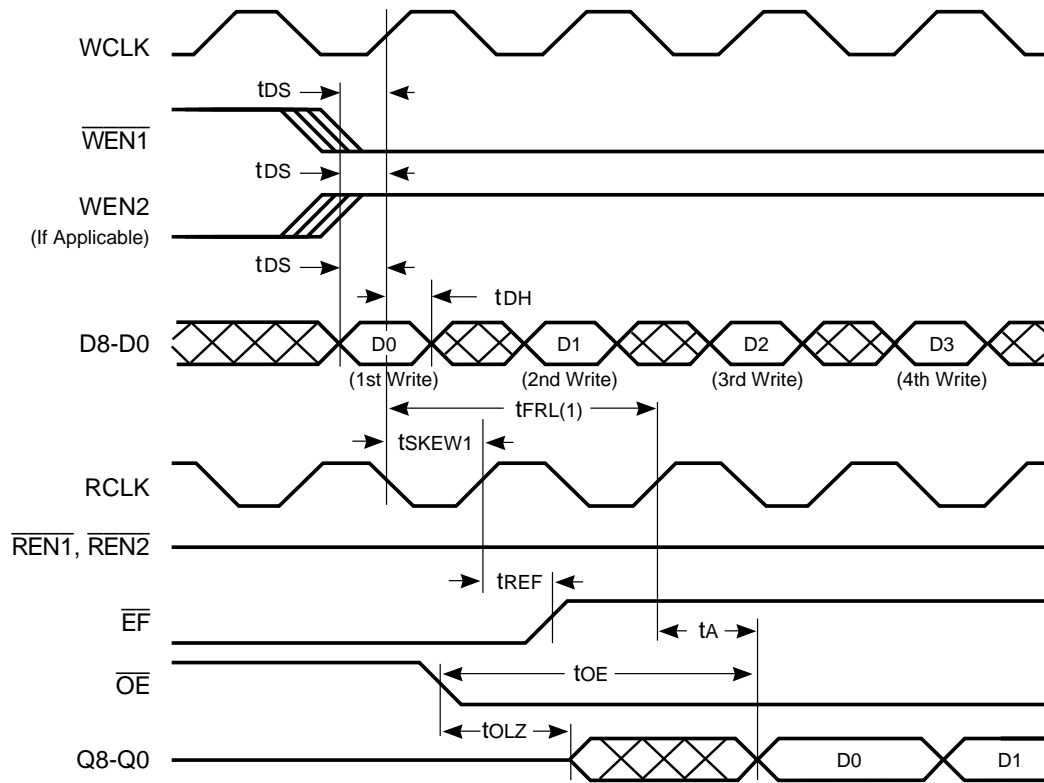 WCLK
tDS
WEN1
tDS
WEN2
(If Applicable)
tDS
tDH
D8-D0
D0 D1 D2 D3
(1st Write) (2nd Write) (3rd Write) (4th Write)
tFRL(1)
tSKEW1
RCLK
REN1, REN2
tREF
EF
tA
OE
tOE
tOLZ
Q8-Q0
D0 D1